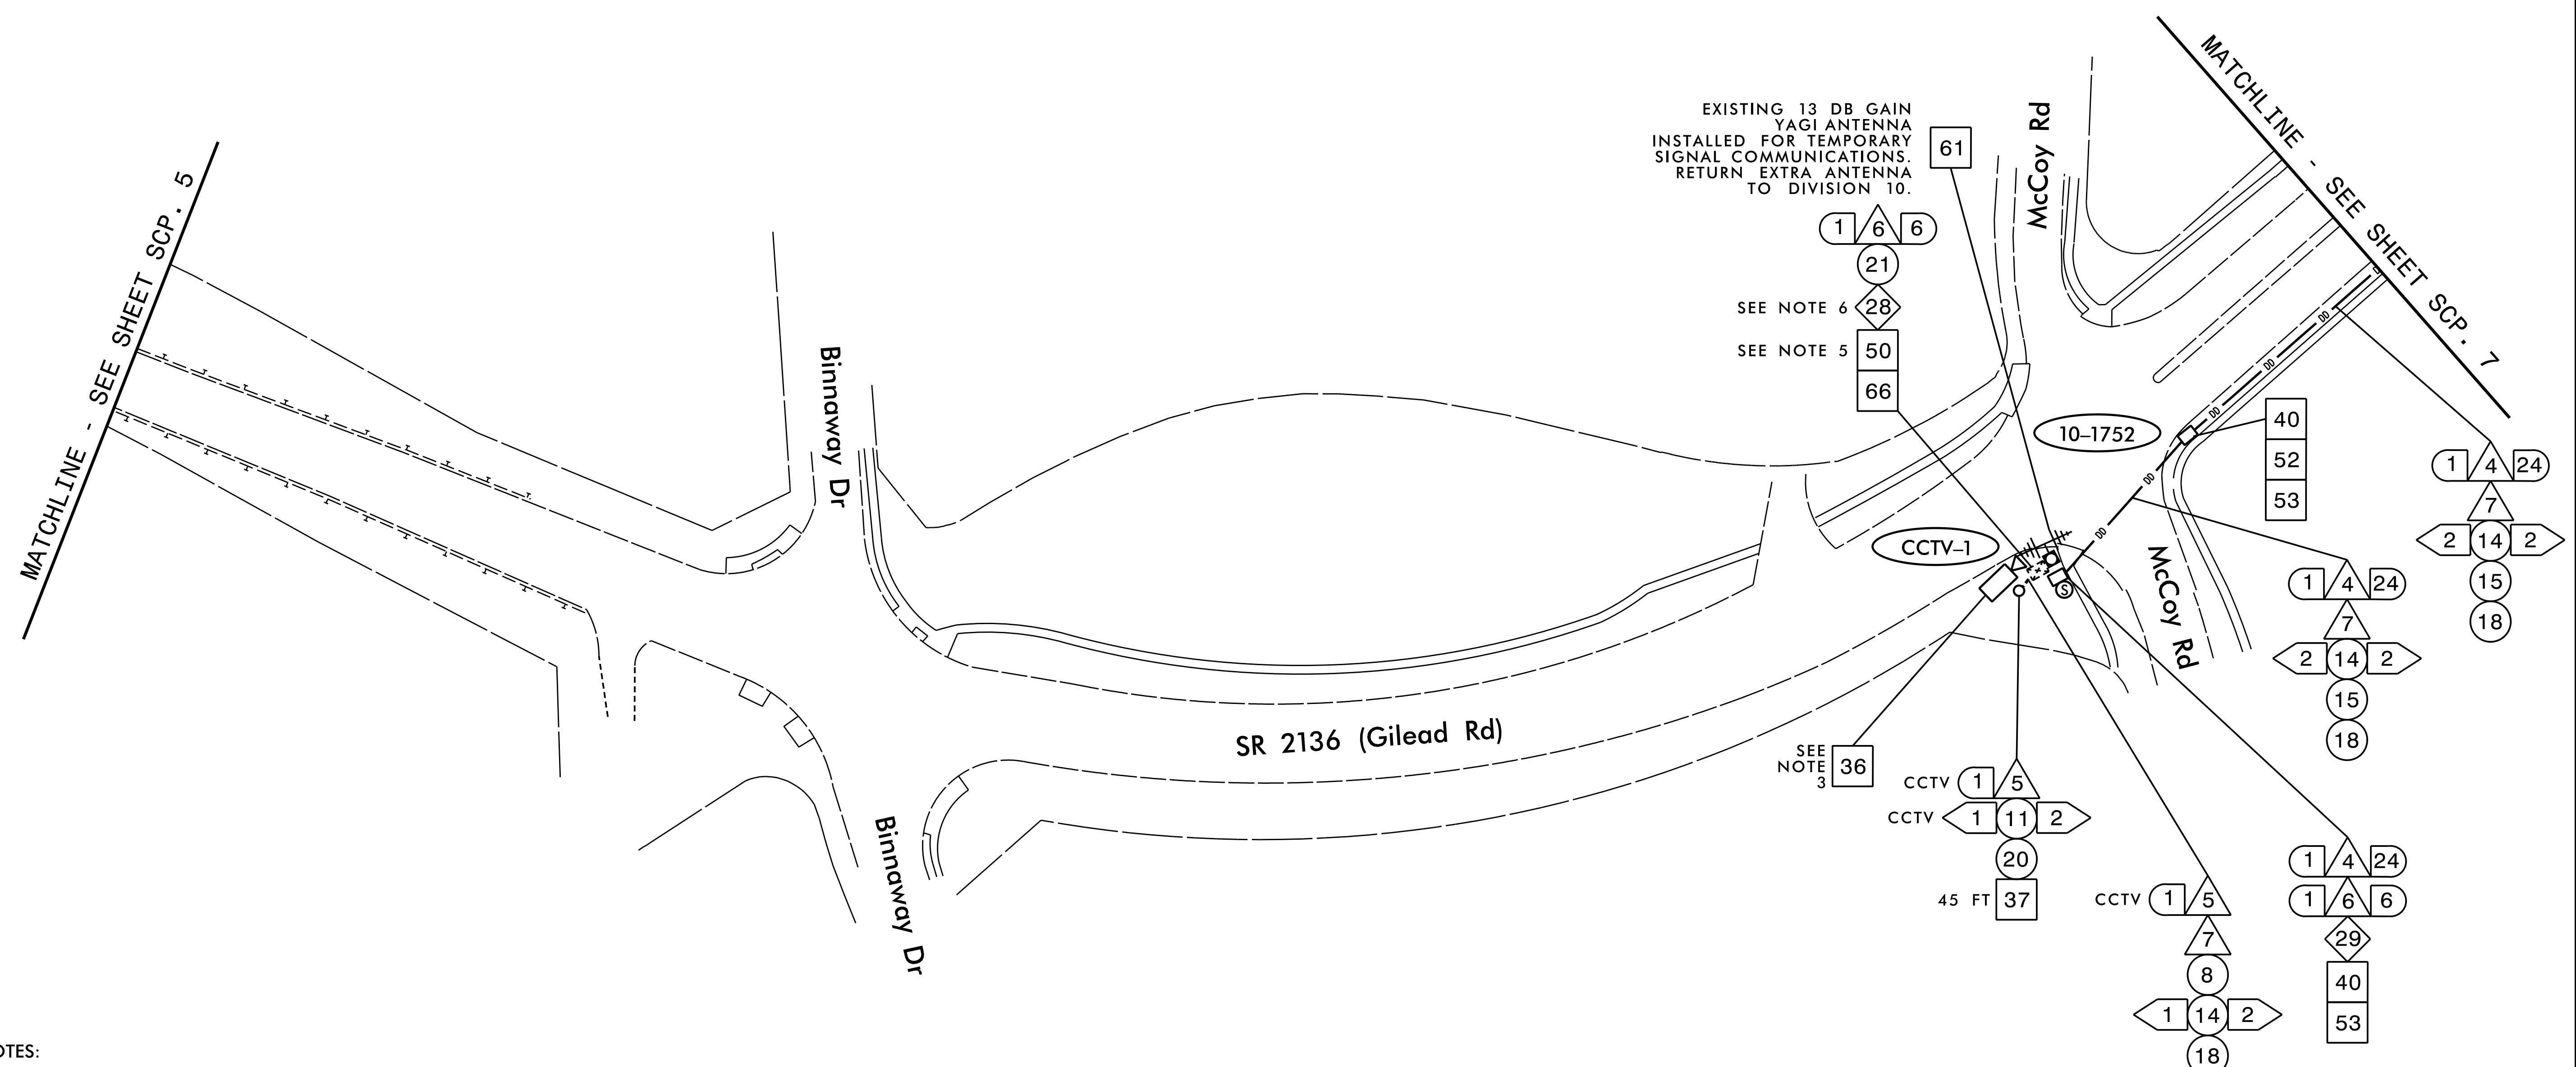 MATCHLINE - SEE SHEET SCP. 5
Binnaway Dr
Binnaway Dr
SR 2136 (Gilead Rd)
EXISTING 13 DB GAIN
YAGI ANTENNA
INSTALLED FOR TEMPORARY
SIGNAL COMMUNICATIONS.
RETURN EXTRA ANTENNA
TO DIVISION 10.
61
1 6 6
21
SEE NOTE 6 28
SEE NOTE 5 50
66
McCoy Rd
MATCHLINE - SEE SHEET SCP. 7
10-1752
CCTV-1
DD
DD
DD
DD
DD
S
40
52
53
McCoy Rd
1 4 24
7
2 14 2
15
18
1 4 24
7
2 14 2
15
18
SEE
NOTE
3
36
CCTV 1 5
CCTV 1 11 2
20
45 FT 37
CCTV 1 5
7
8
1 14 2
18
1 4 24
1 6 6
29
40
53
OTES: